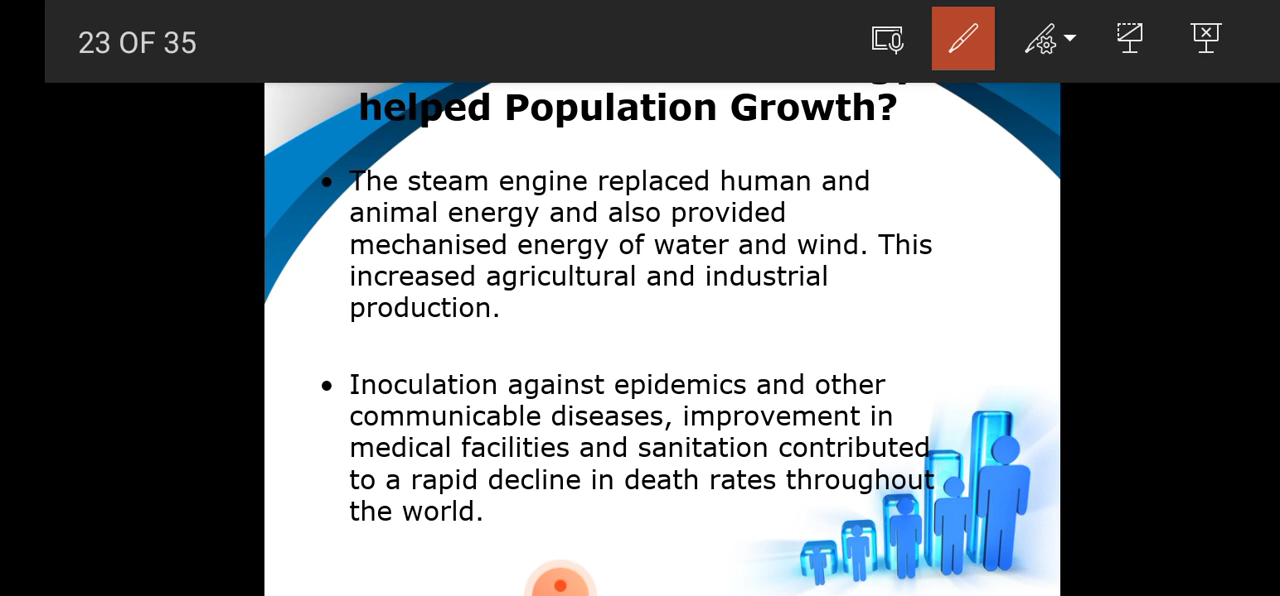 23 OF 35
helped Population Growth?
• The steam engine replaced human and
animal energy and also provided
mechanised energy of water and wind. This
increased agricultural and industrial
production.
• Inoculation against epidemics and other
communicable diseases, improvement in
medical facilities and sanitation contributed
to a rapid decline in death rates throughout
the world.